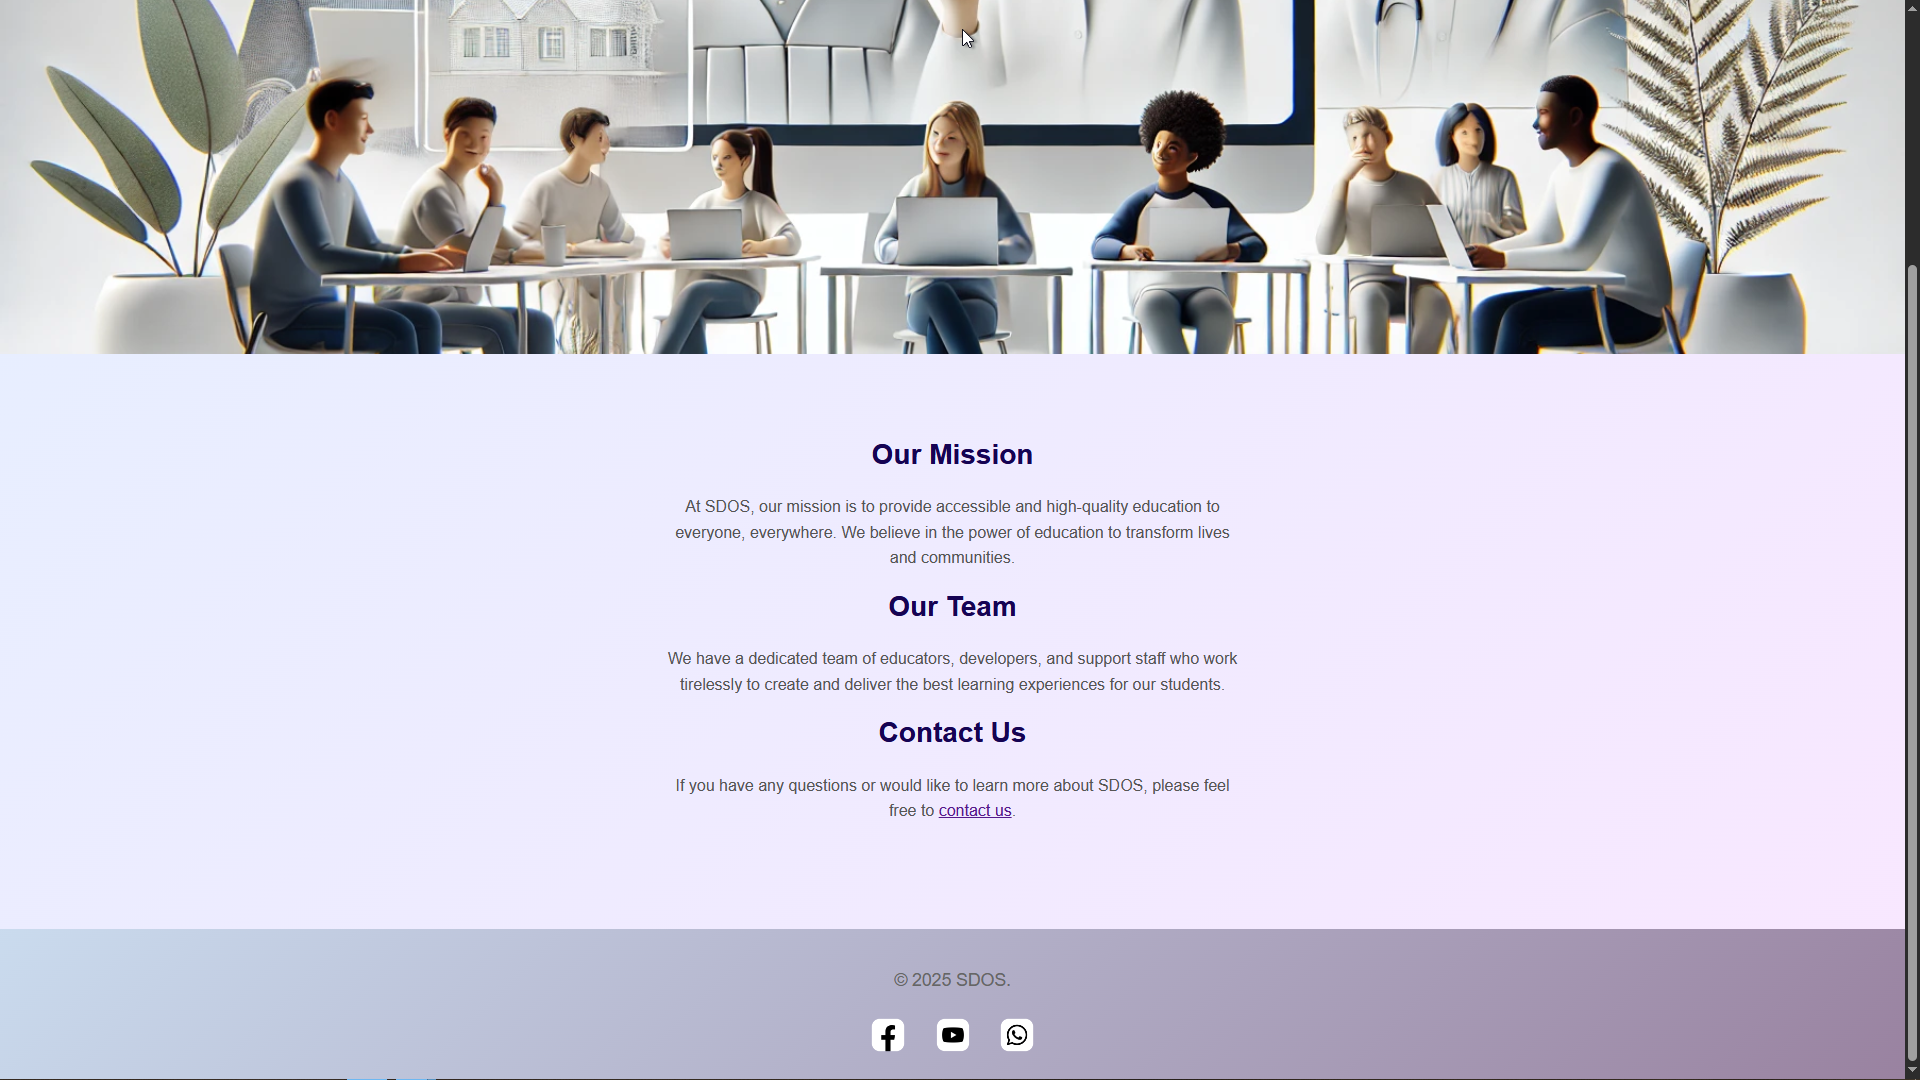 Our Mission
At SDOS, our mission is to provide accessible and high-quality education to
everyone, everywhere. We believe in the power of education to transform lives
and communities.
Our Team
We have a dedicated team of educators, developers, and support staff who work
tirelessly to create and deliver the best learning experiences for our students.
Contact Us
If you have any questions or would like to learn more about SDOS, please feel
free to contact us.
© 2025 SDOS.